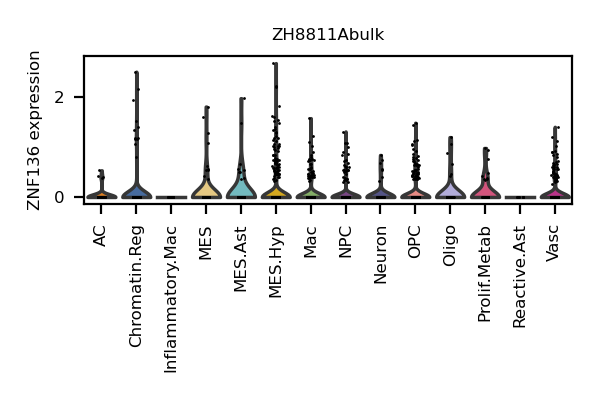 ZH8811Abulk
ZNF136 expression
2
0
AC
Chromatin.Reg
Inflammatory.Mac
MES
MES.Ast
MES.Hyp
Mac
NPC
Neuron
OPC
Oligo
Prolif.Metab
Reactive.Ast
Vasc